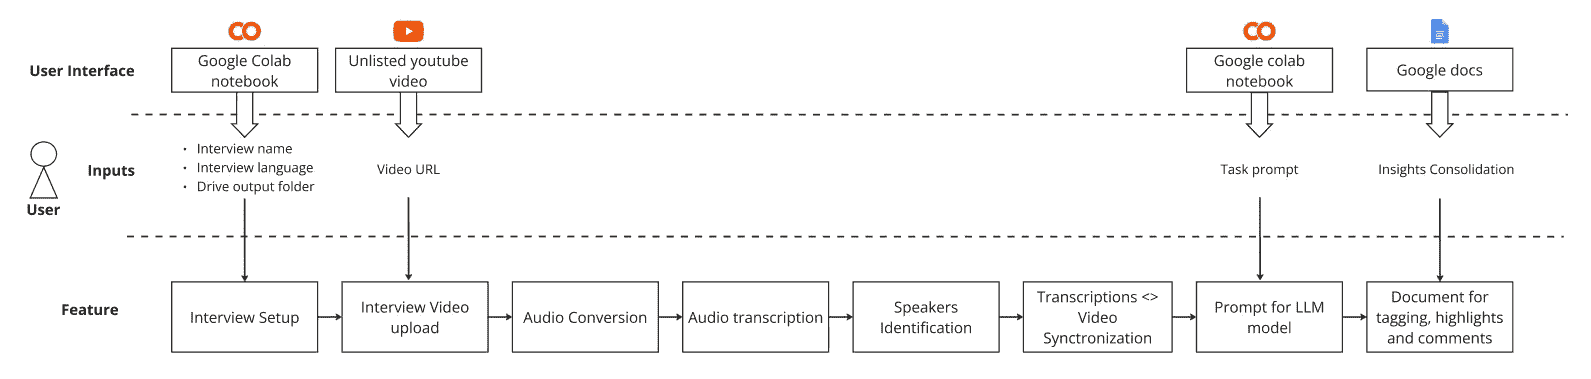 Google Colab
notebook
Unlisted youtube
video
Google colab
notebook
Google docs
User Interface
• Interview name
• Interview language
• Drive output folder
Video URL
Task prompt
Insights Consolidation
Inputs
User
Feature
Interview Setup
Interview Video
upload
Audio Conversion
Audio transcription
Speakers
Identification
Transcriptions <>
Video
Synctronization
Prompt for LLM
model
Document for
tagging, highlights
and comments